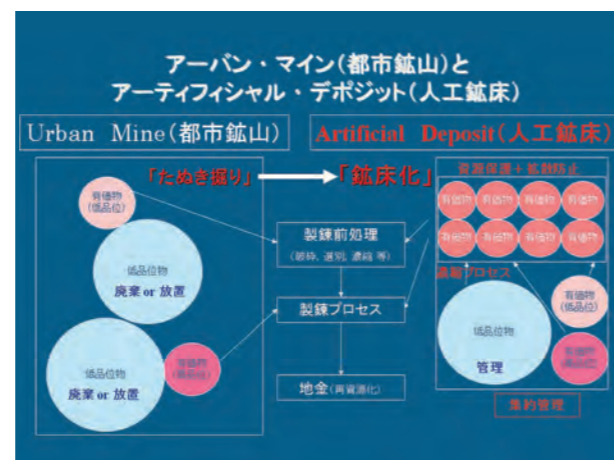 アーバン・マイン(都市鉱山)と
アーティフィシャル・デポジット(人工鉱床)
Urban Mine(都市鉱山)
Artificial Deposit(人工鉱床)
「たぬき掘り」
「鉱床化」
資源保護+拡散防止
有価物
(低品位)
低品位物
廃棄 or 放置
低品位物
廃棄 or 放置
有価物
製錬前処理
(破砕, 選別, 濃縮 等)
製錬プロセス
地金(再資源化)
有価物
有価物
有価物
有価物
有価物
有価物
有価物
有価物
濃縮プロセス
低品位物
管理
有価物
(低品位)
有価物
集約管理